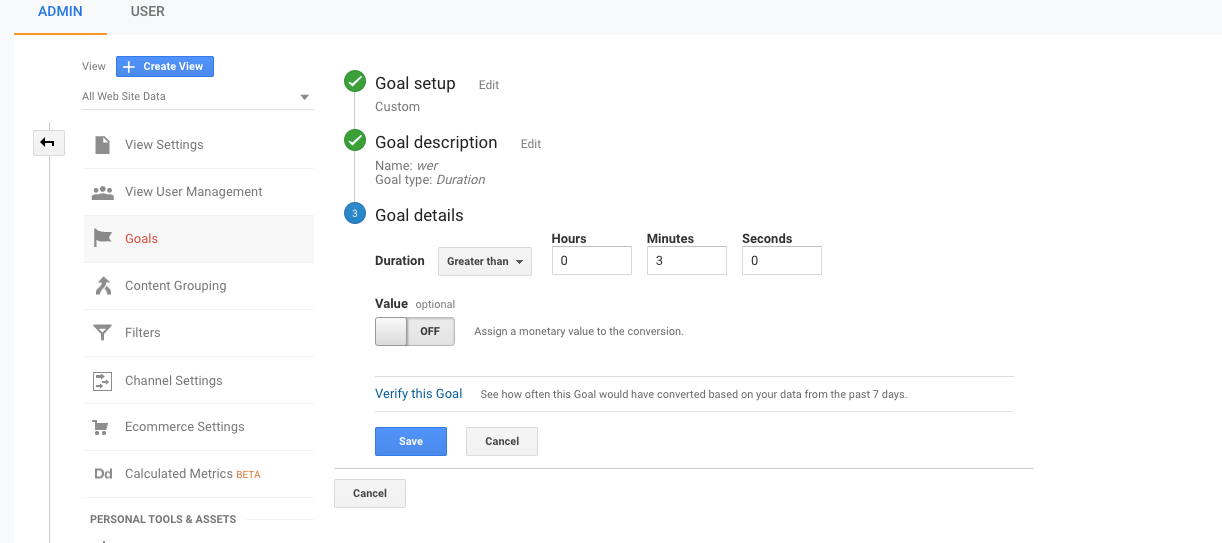 ADMIN USER
View Create View
All Web Site Data
View Settings
View User Management
Goals
Content Grouping
Filters
Channel Settings
Ecommerce Settings
Dd Calculated Metrics BETA
PERSONAL TOOLS & ASSETS
Goal setup Edit
Custom
Goal description Edit
Name: wer
Goal type: Duration
3 Goal details
Hours Minutes Seconds
Duration Greater than 0 3 0
Value optional
OFF Assign a monetary value to the conversion.
Verify this Goal See how often this Goal would have converted based on your data from the past 7 days.
Save Cancel
Cancel